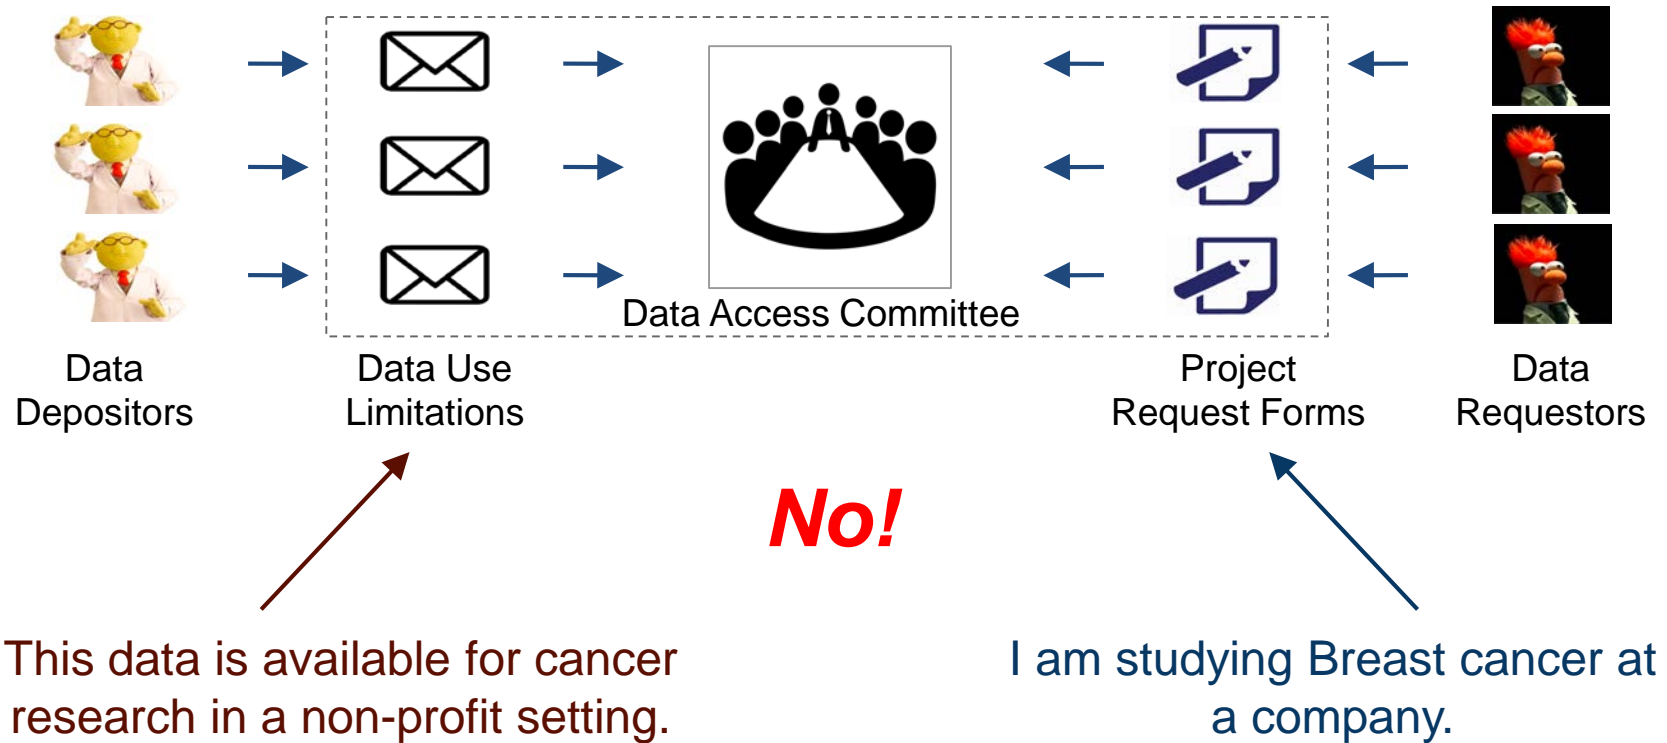 Data Access Committee
Data
Depositors
Data Use
Limitations
Project
Request Forms
Data
Requestors
No!
This data is available for cancer
research in a non-profit setting.
I am studying Breast cancer at
a company.